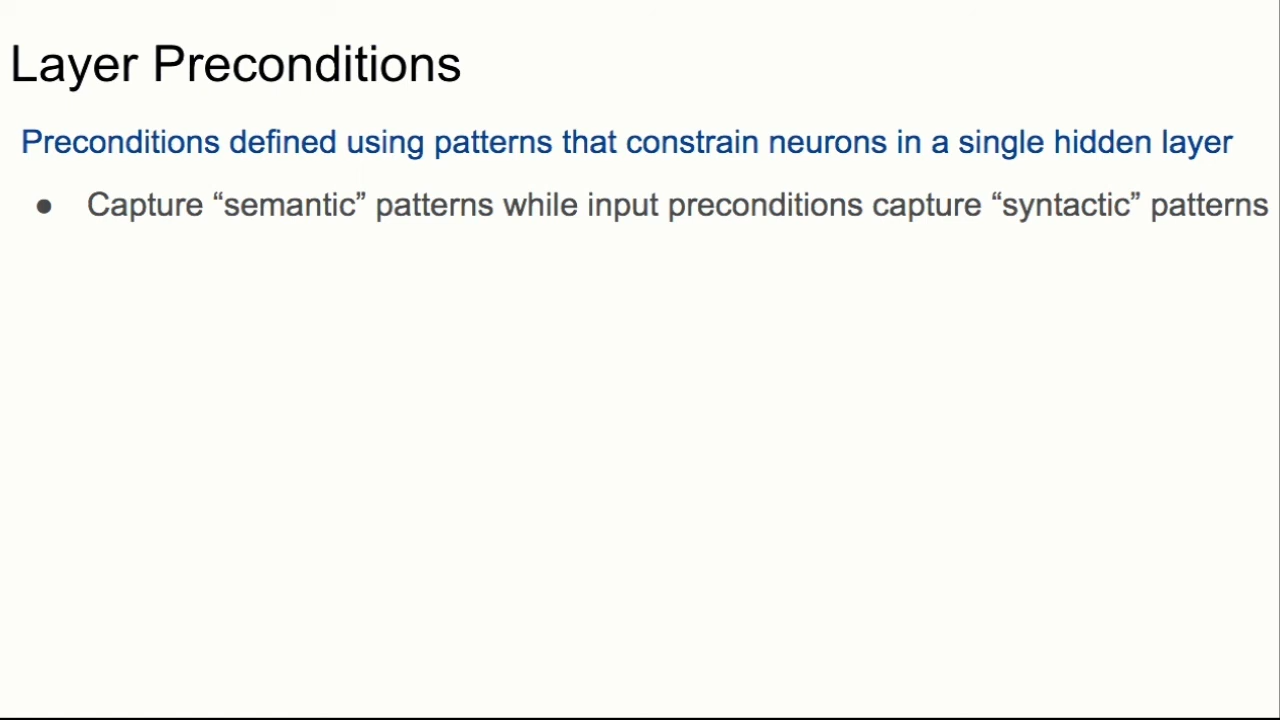 Layer Preconditions
Preconditions defined using patterns that constrain neurons in a single hidden layer
● Capture “semantic” patterns while input preconditions capture “syntactic” patterns